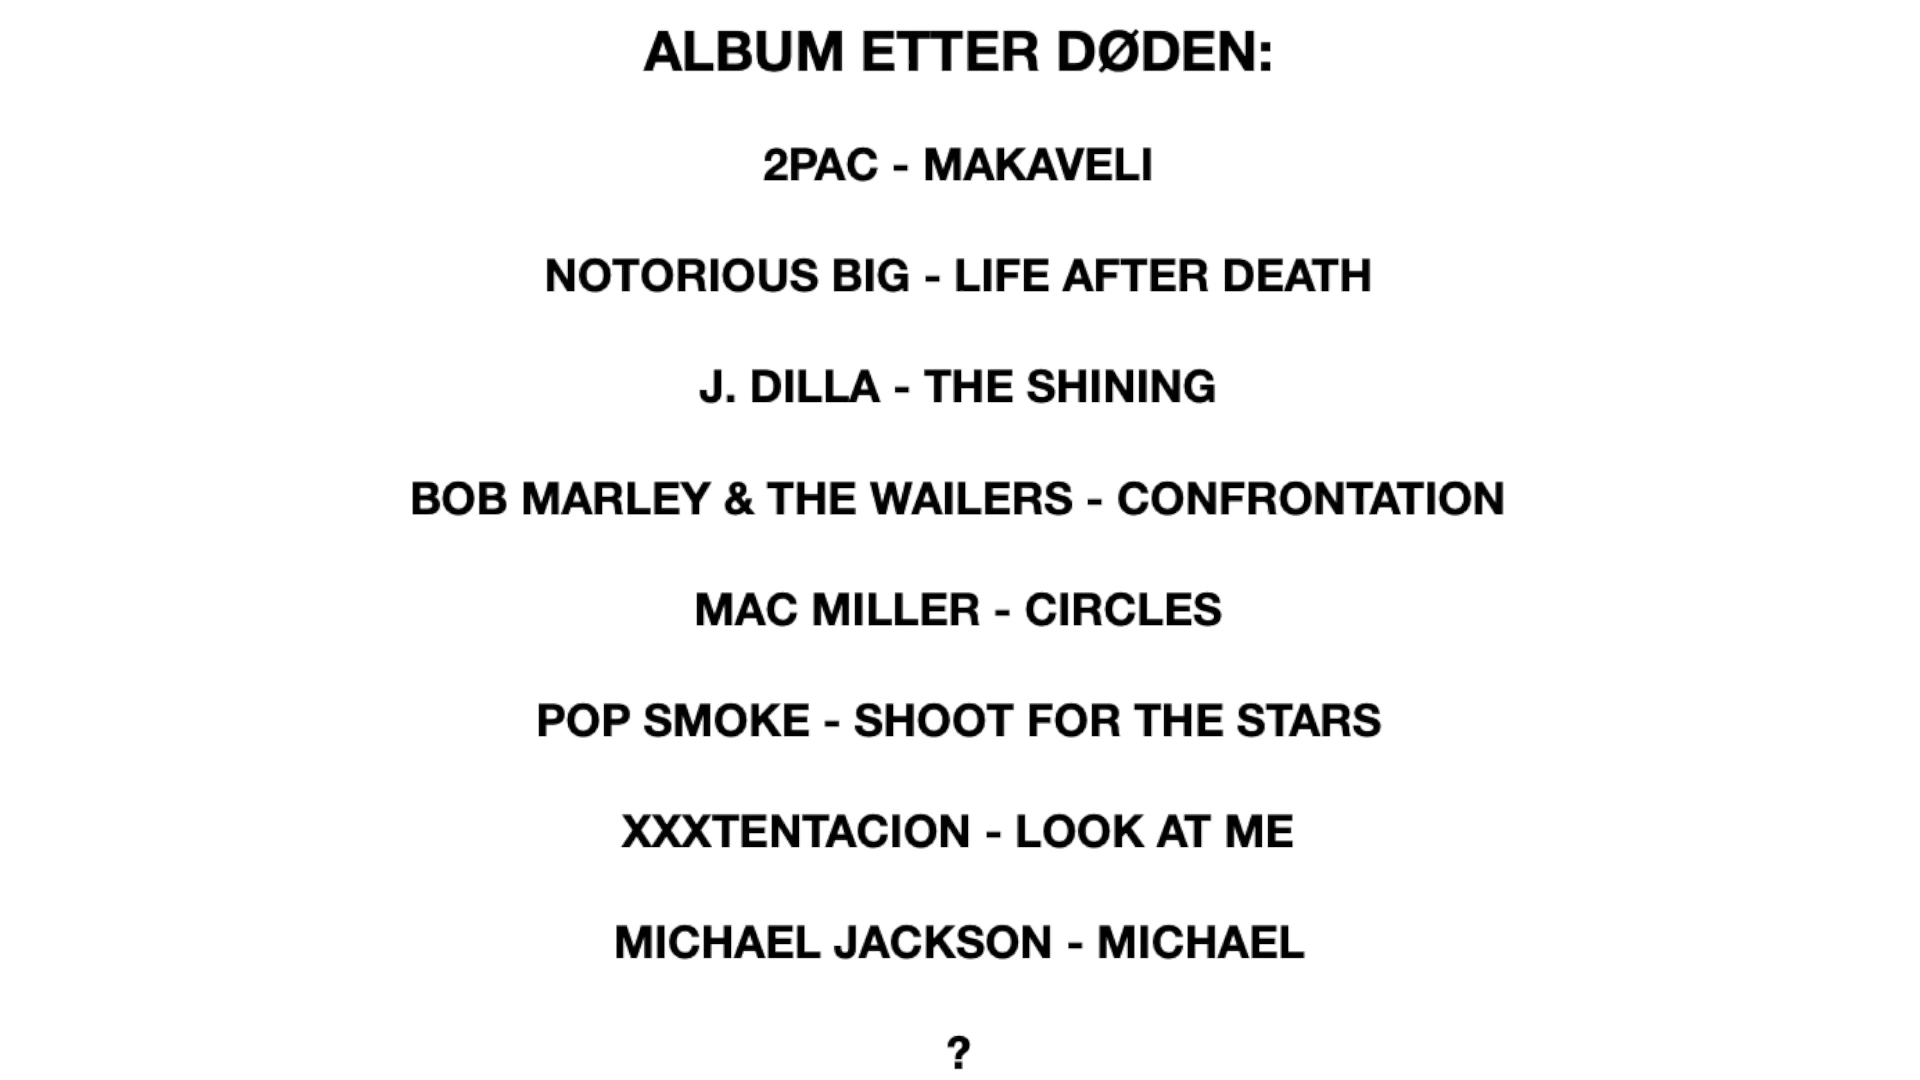 ALBUM ETTER DØDEN:
2PAC - MAKAVELI
NOTORIOUS BIG - LIFE AFTER DEATH
J. DILLA - THE SHINING
BOB MARLEY & THE WAILERS - CONFRONTATION
MAC MILLER - CIRCLES
POP SMOKE - SHOOT FOR THE STARS
XXXTENTACION - LOOK AT ME
MICHAEL JACKSON - MICHAEL
?